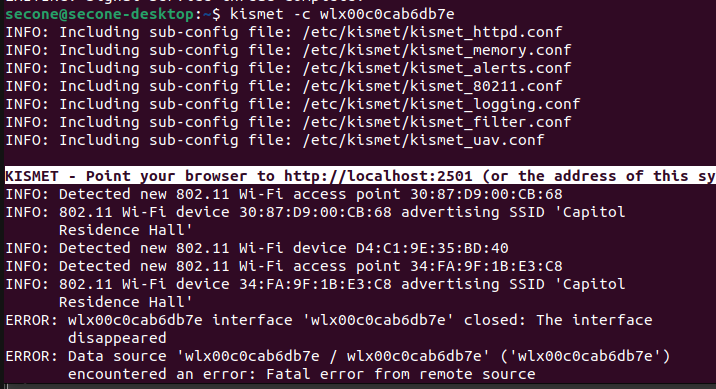 secone@secone-desktop:~$ kismet -c wlx00c0cab6db7e
INFO: Including sub-config file: /etc/kismet/kismet_httpd.conf
INFO: Including sub-config file: /etc/kismet/kismet_memory.conf
INFO: Including sub-config file: /etc/kismet/kismet_alerts.conf
INFO: Including sub-config file: /etc/kismet/kismet_80211.conf
INFO: Including sub-config file: /etc/kismet/kismet_logging.conf
INFO: Including sub-config file: /etc/kismet/kismet_filter.conf
INFO: Including sub-config file: /etc/kismet/kismet_uav.conf
KISMET - Point your browser to http://localhost:2501 (or the address of this sy
INFO: Detected new 802.11 Wi-Fi access point 30:87:D9:00:CB:68
INFO: 802.11 Wi-Fi device 30:87:D9:00:CB:68 advertising SSID 'Capitol
Residence Hall'
INFO: Detected new 802.11 Wi-Fi device D4:C1:9E:35:BD:40
INFO: Detected new 802.11 Wi-Fi access point 34:FA:9F:1B:E3:C8
INFO: 802.11 Wi-Fi device 34:FA:9F:1B:E3:C8 advertising SSID 'Capitol
Residence Hall'
ERROR: wlx00c0cab6db7e interface 'wlx00c0cab6db7e' closed: The interface
disappeared
ERROR: Data source 'wlx00c0cab6db7e / wlx00c0cab6db7e' ('wlx00c0cab6db7e')
encountered an error: Fatal error from remote source